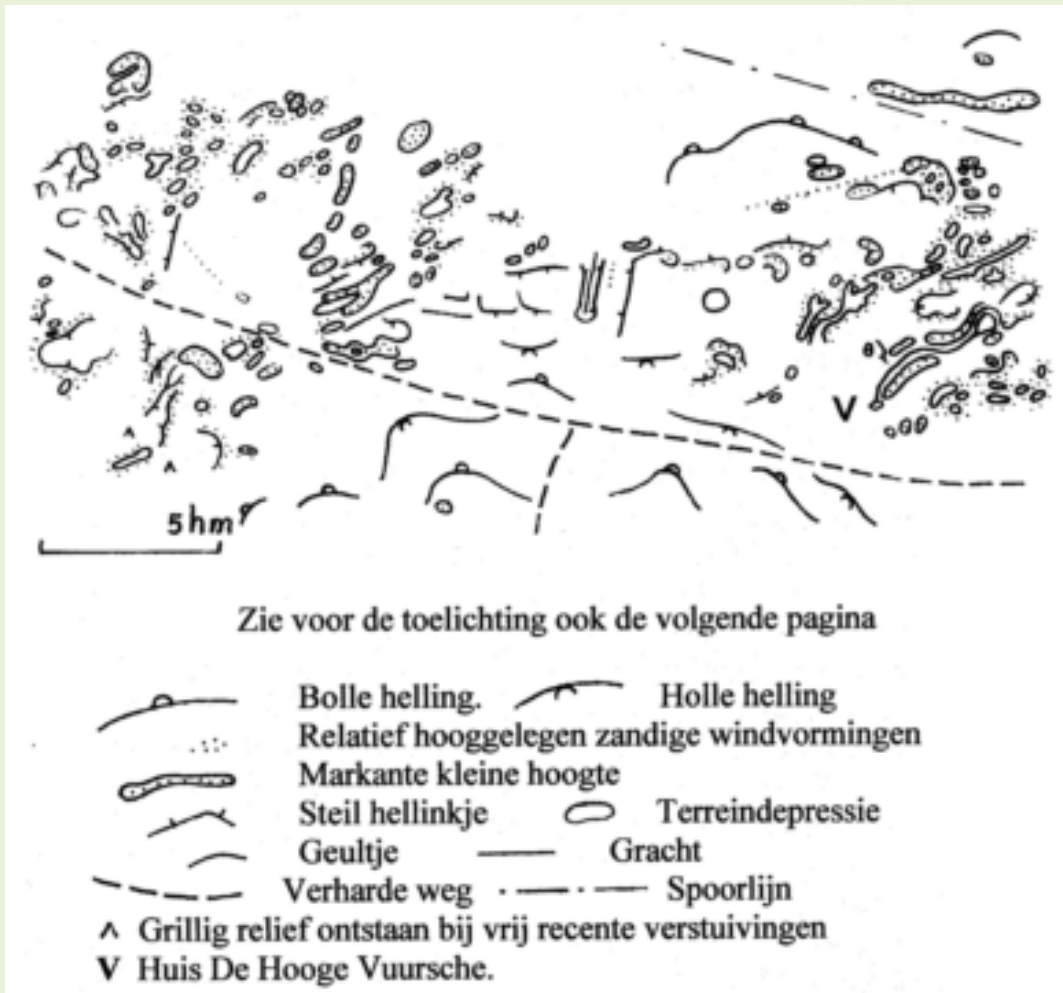 V
5 hm
Zie voor de toelichting ook de volgende pagina
Bolle helling. Holle helling
Relatief hooggelegen zandige windvormingen
Markante kleine hoogte
Steil hellinkje Terreindepressie
Geultje Gracht
Verharde weg Spoorlijn
^ Grillig relief ontstaan bij vrij recente verstuivingen
V Huis De Hooge Vuursche.